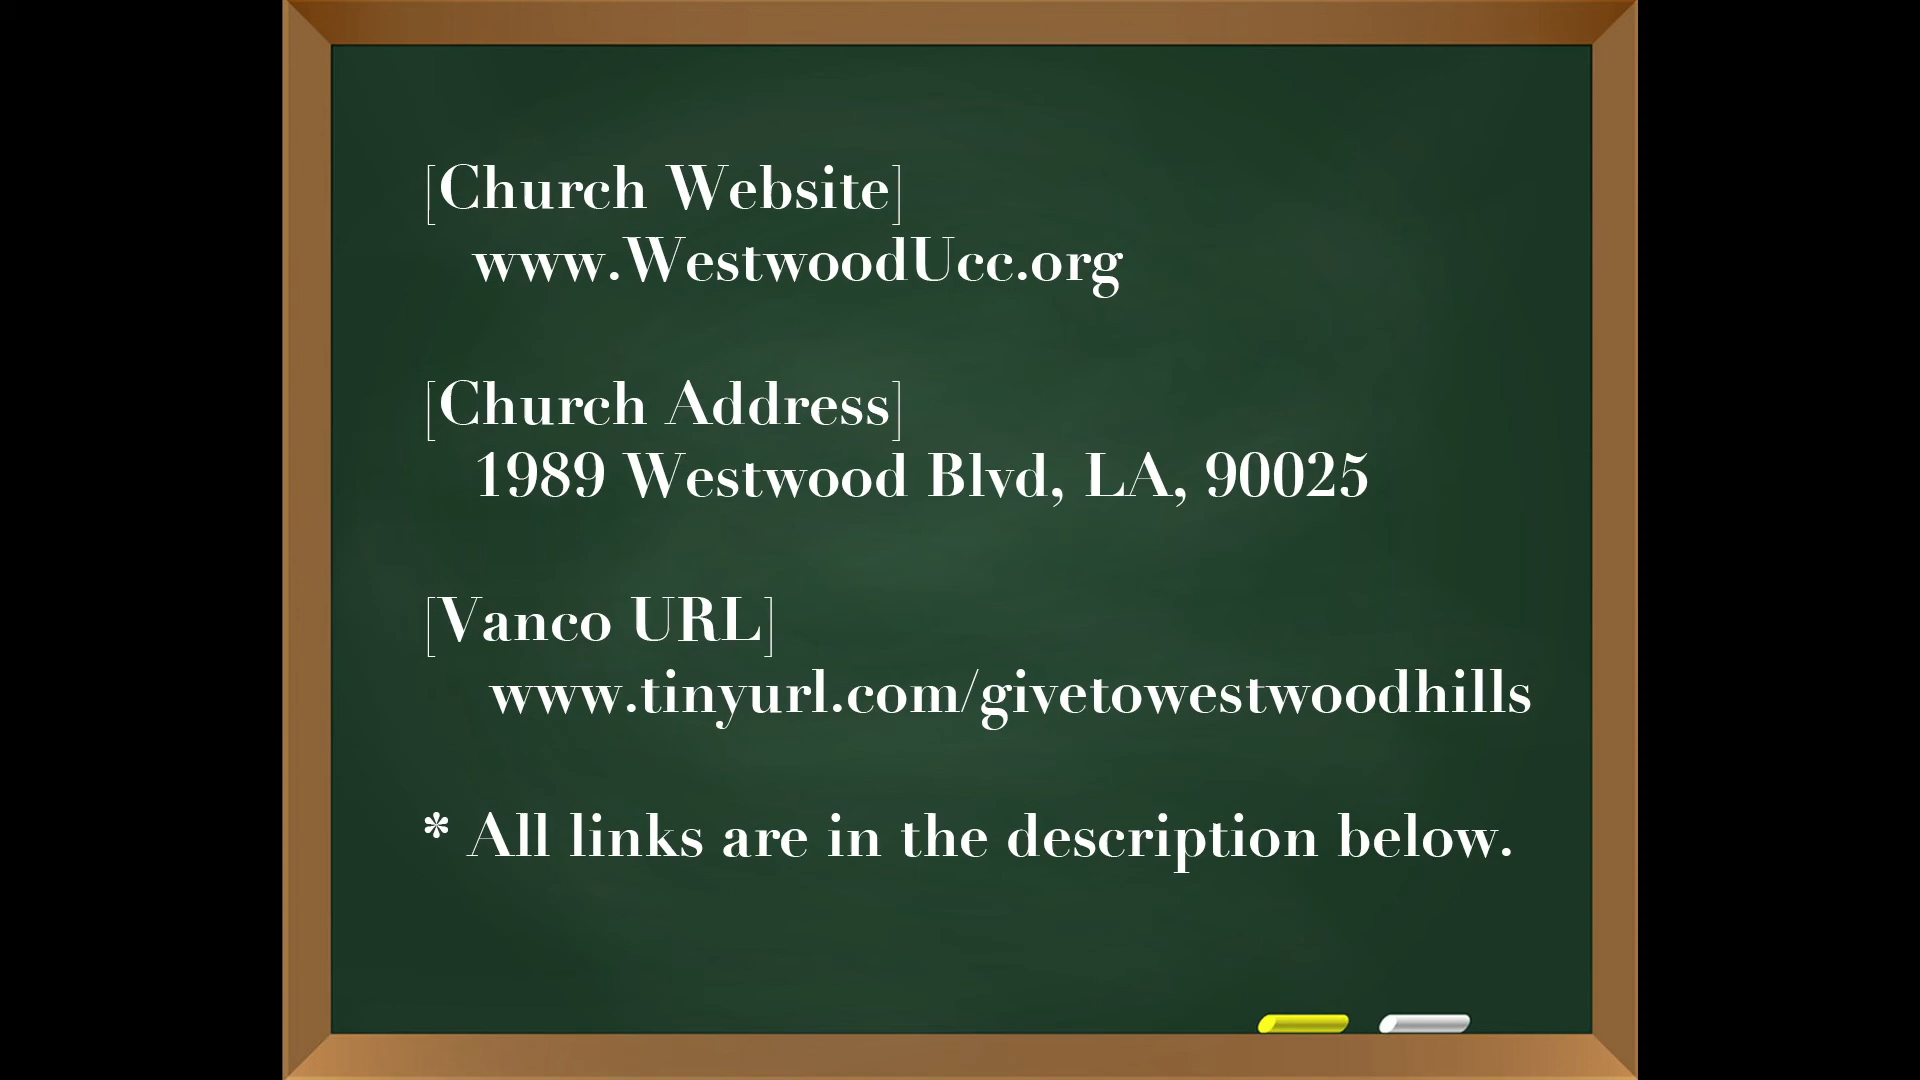 [Church Website]
www.WestwoodUcc.org
[Church Address]
1989 Westwood Blvd, LA, 90025
[Vanco URL]
www.tinyurl.com/givetowestwoodhills
* All links are in the description below.